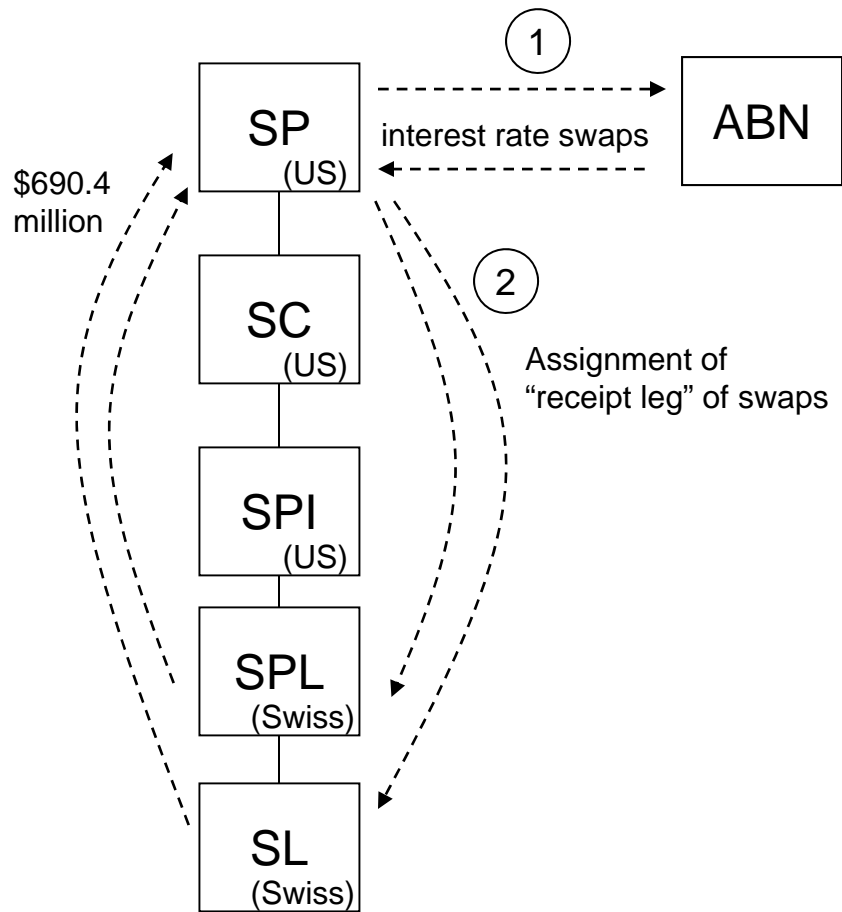 1
SP
(US)
ABN
interest rate swaps
$690.4
million
2
SC
(US)
Assignment of
“receipt leg” of swaps
SPI
(US)
SPL
(Swiss)
SL
(Swiss)